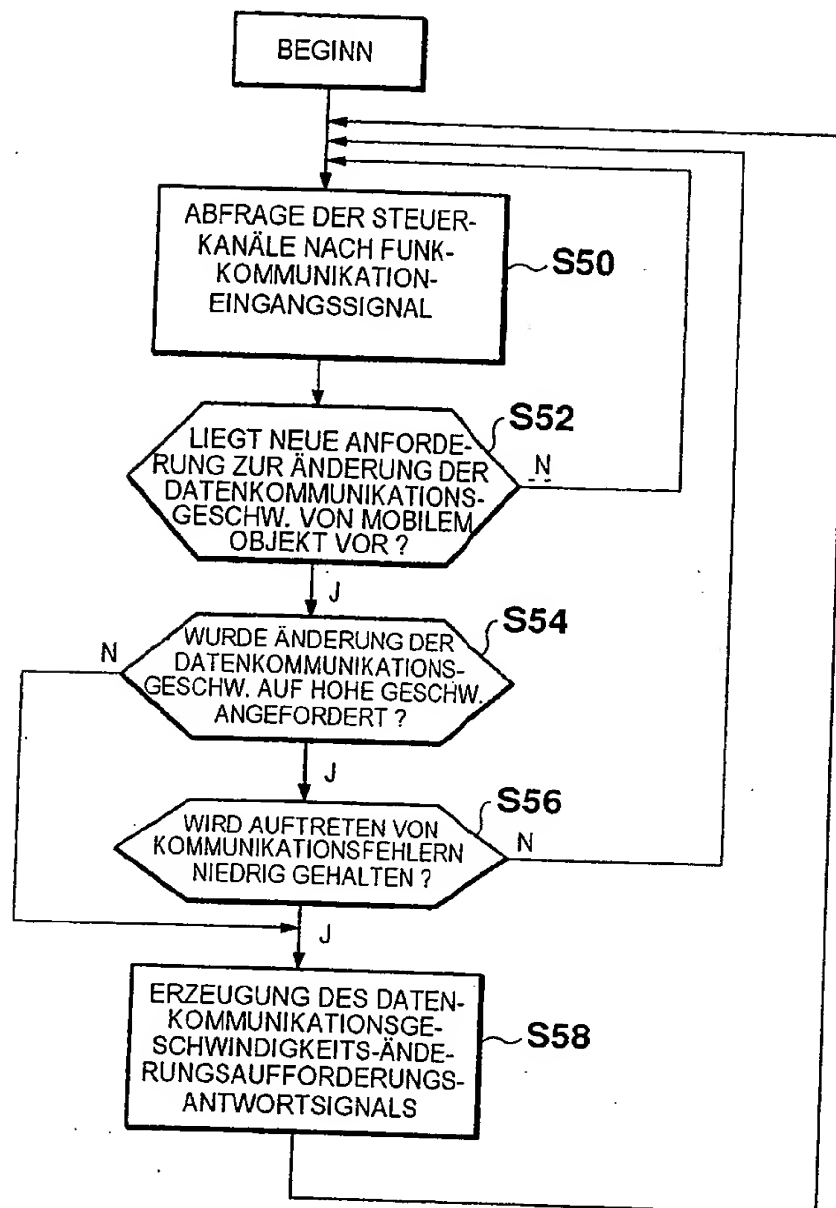 BEGINN
ABFRAGE DER STEUER-
KANÄLE NACH FUNK-
KOMMUNIKATION-
EINGANGSSIGNAL
S50
S52
LIEGT NEUE ANFORDE-
RUNG ZUR ÄNDERUNG DER
DATENKOMMUNIKATIONS-
GESCHW. VON MOBILEM
OBJEKT VOR ?
N
J
S54
N
WURDE ÄNDERUNG DER
DATENKOMMUNIKATIONS-
GESCHW. AUF HOHE GESCHW.
ANGEFORDERT ?
J
S56
WIRD AUFTRETEN VON
KOMMUNIKATIONSFEHLERN
NIEDRIG GEHALTEN ?
N
J
ERZEUGUNG DES DATEN-
KOMMUNIKATIONSGE-
SCHWINDIGKEITS-ÄNDE-
RUNGSAUFFORDERUNGS-
ANTWORTSIGNALS
S58